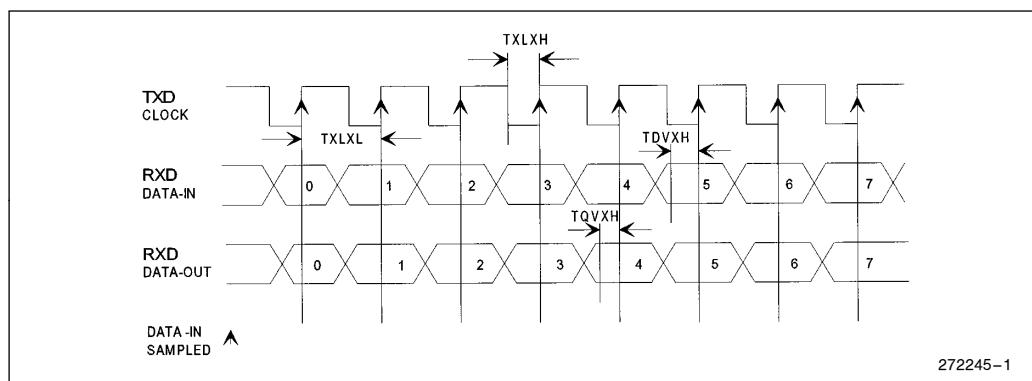 TXLXH
TXD
CLOCK
TXLXL
TDVXH
RXD
DATA-IN
0 1 2 3 4 5 6 7
TQVXH
RXD
DATA-OUT
0 1 2 3 4 5 6 7
DATA-IN
SAMPLED
272245-1